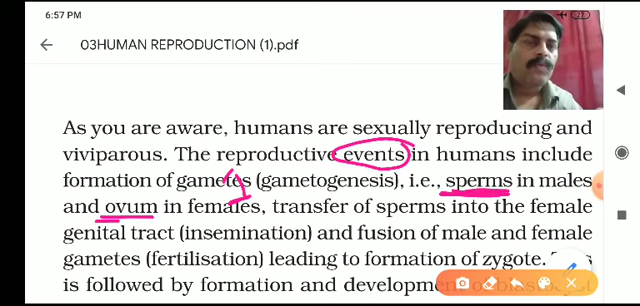 6:57 PM
27
03HUMAN REPRODUCTION (1).pdf
As you are aware, humans are sexually reproducing and
viviparous. The reproductive events in humans include
formation of gametes (gametogenesis), i.e., sperms in males
and ovum in females, transfer of sperms into the female
genital tract (insemination) and fusion of male and female
gametes (fertilisation) leading to formation of zygote.
is followed by formation and